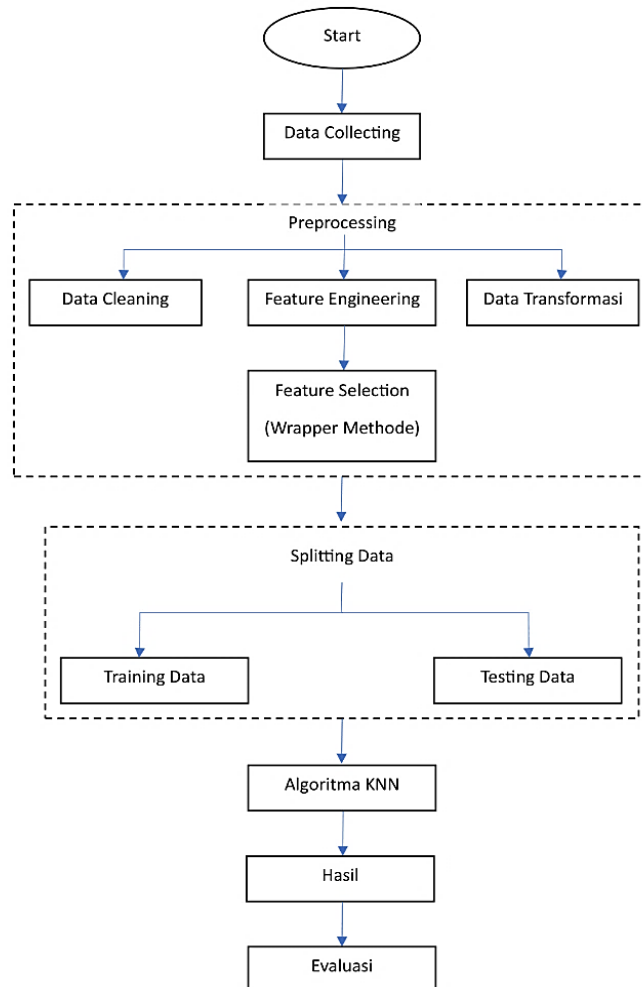 Start
Data Collecting
Preprocessing
Data Cleaning
Feature Engineering
Data Transformasi
Feature Selection
(Wrapper Methode)
Splitting Data
Training Data
Testing Data
Algoritma KNN
Hasil
Evaluasi